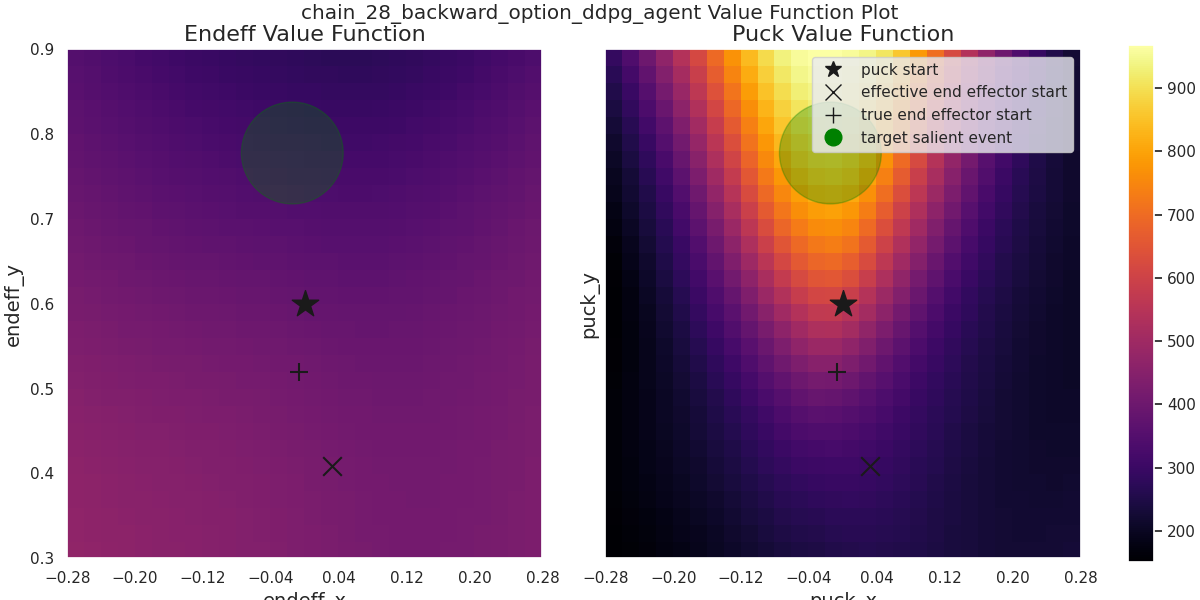 chain_28_backward_option_ddpg_agent Value Function Plot
Endeff Value Function
Puck Value Function
0.9
0.8
0.7
0.6
0.5
0.4
0.3
endeff_y
−0.28 −0.20 −0.12 −0.04 0.04 0.12 0.20 0.28
endeff_x
puck start
effective end effector start
true end effector start
target salient event
puck_y
−0.28 −0.20 −0.12 −0.04 0.04 0.12 0.20 0.28
puck_x
900
800
700
600
500
400
300
200